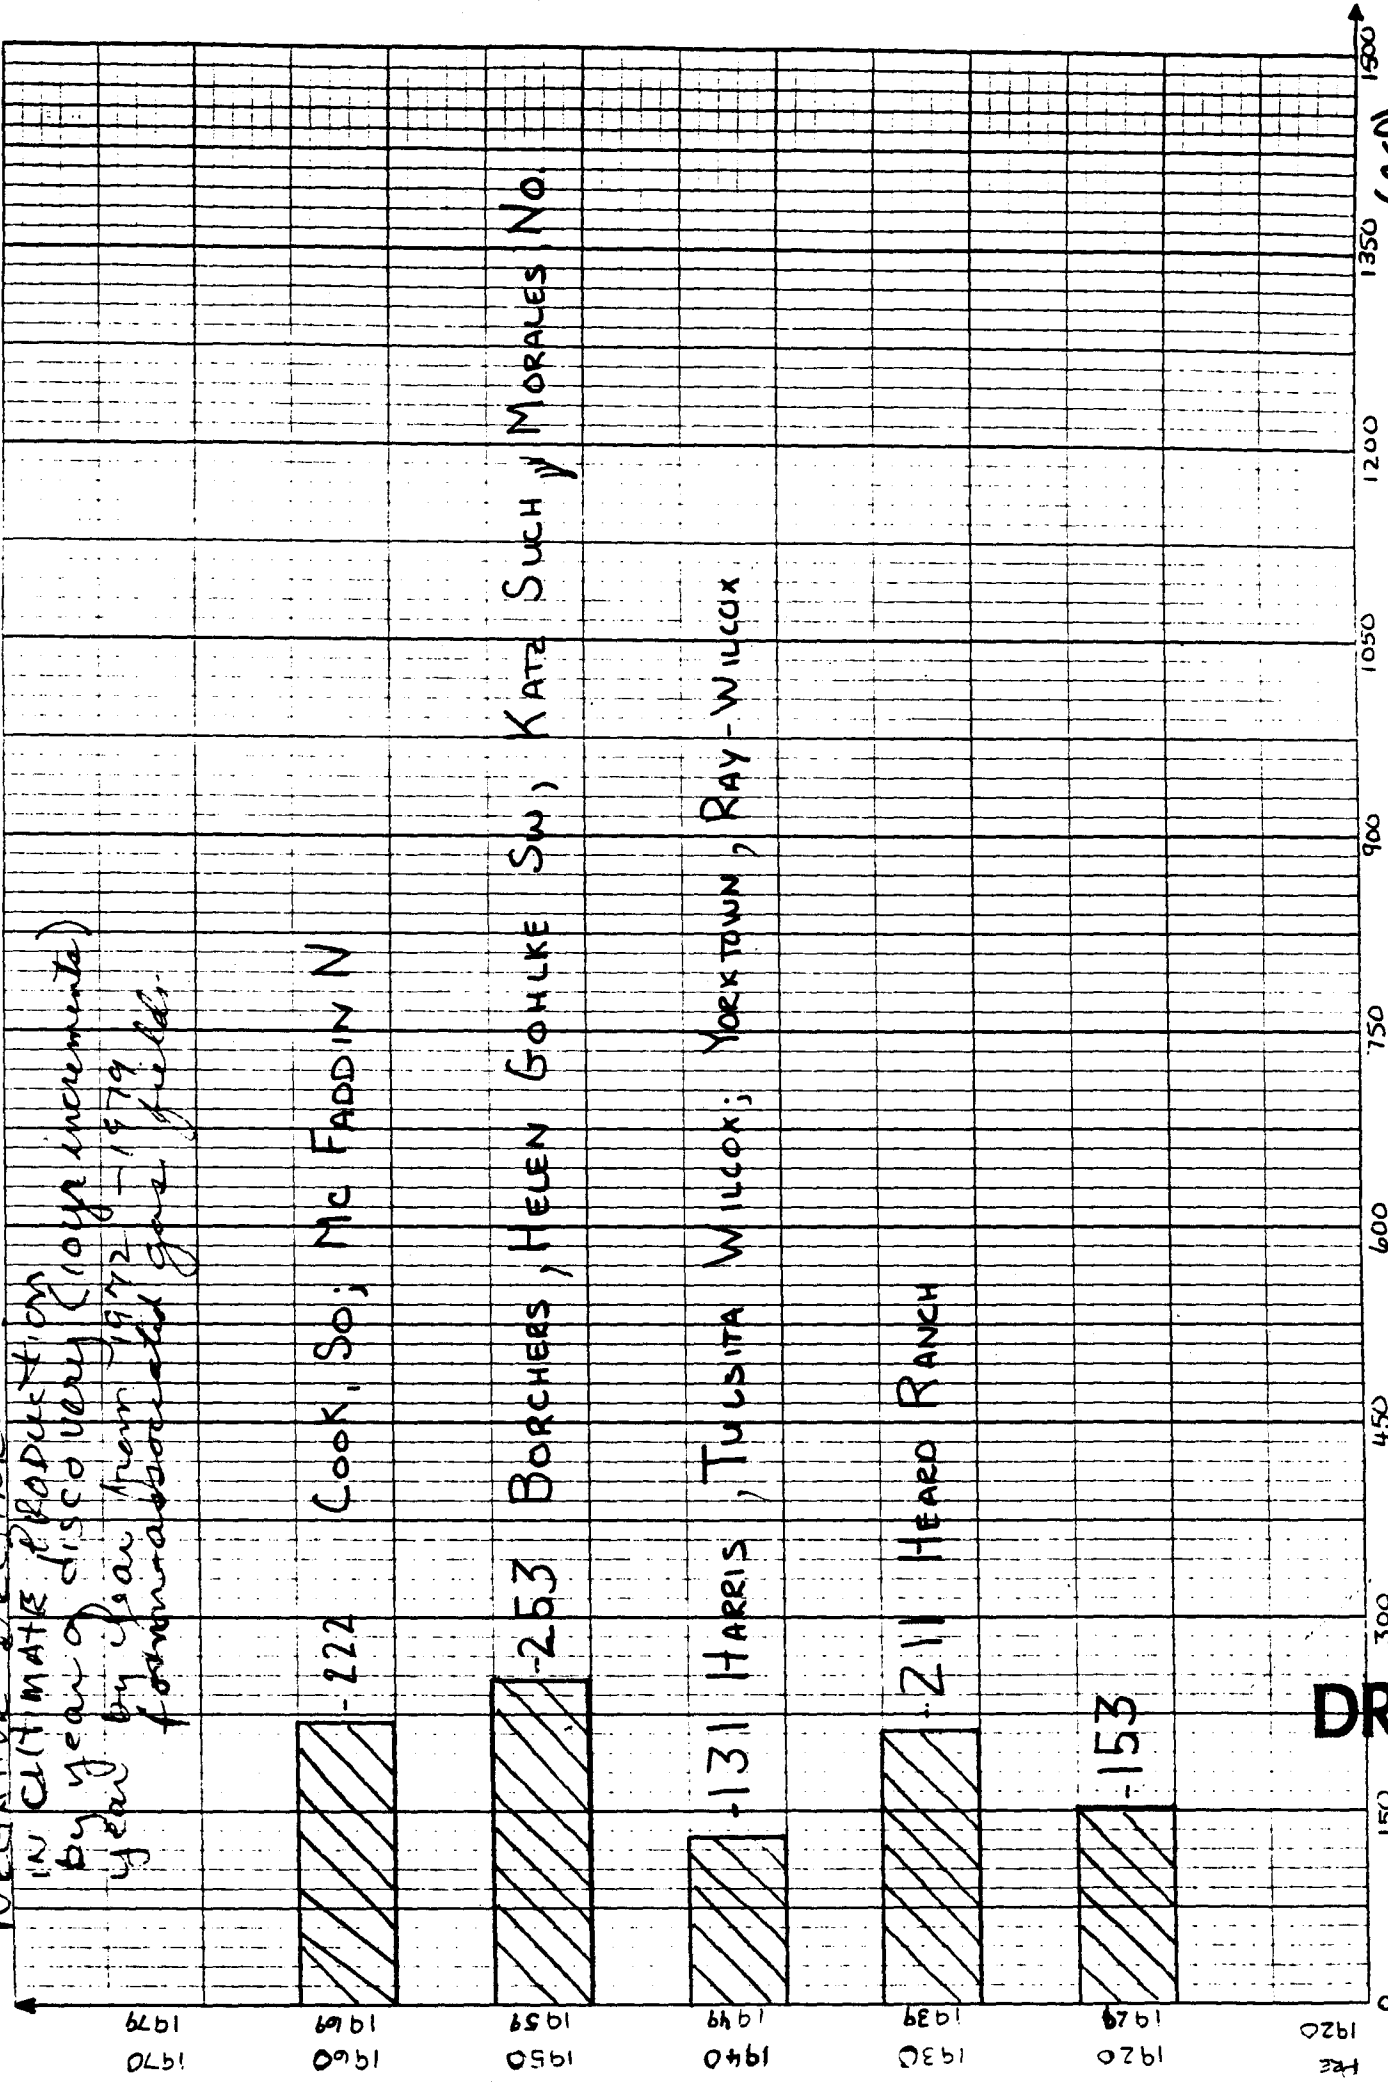 IN ULTIMATE PRODUCTION
by year of discovery (10yr increments)
year by year from 1972-1979
for non-associated gas fields.
1970 1979
1960 1969
-222 COOK, SO; MC FADDIN N
1950 1959
-253 BORCHERS, HELEN GOHLKE SW, KATZ SUCH, MORALES NO.
1940 1949
-131 HARRIS, TULSITA WILCOX; YORKTOWN, RAY-WILCOX
1930 1939
-211 HEARD RANCH
1920 1929
-153
PRE 1920
0 150 300 450 600 750 900 1050 1200 1350 1500
DR